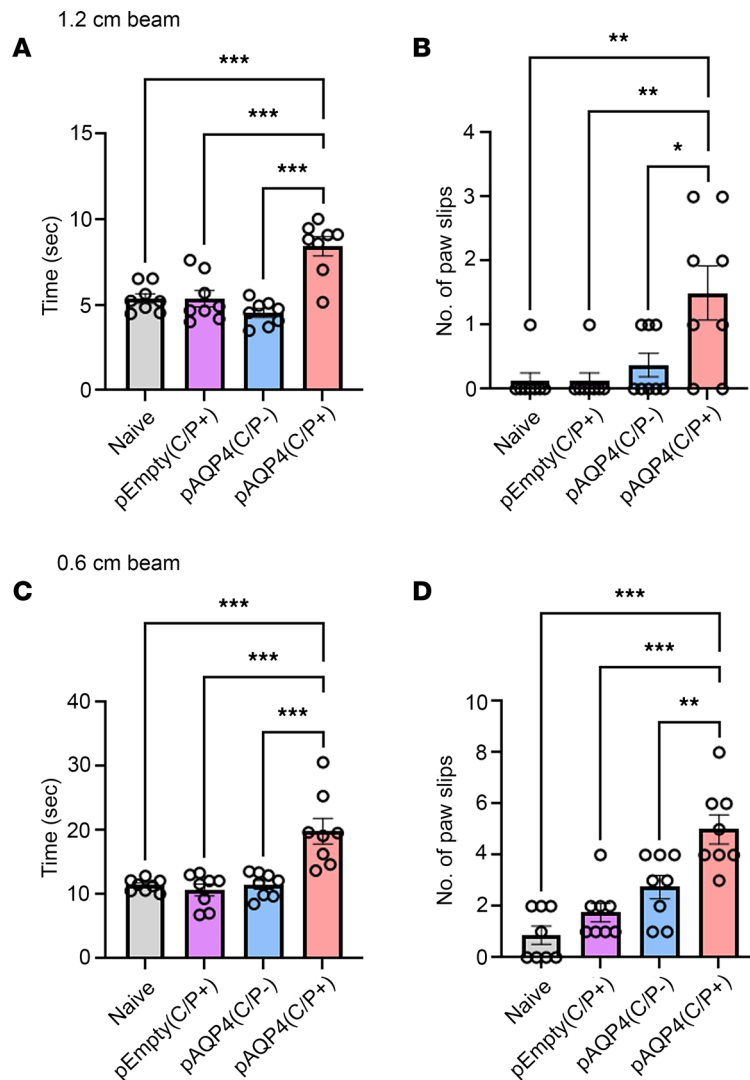 1.2 cm beam
A
***
***
***
Time (sec)
15
10
5
0
Naive
pEmpty(C/P+)
pAQP4(C/P-)
pAQP4(C/P+)
B
**
**
*
No. of paw slips
4
3
2
1
0
Naive
pEmpty(C/P+)
pAQP4(C/P-)
pAQP4(C/P+)
0.6 cm beam
C
***
***
***
Time (sec)
40
30
20
10
0
Naive
pEmpty(C/P+)
pAQP4(C/P-)
pAQP4(C/P+)
D
***
***
**
No. of paw slips
10
8
6
4
2
0
Naive
pEmpty(C/P+)
pAQP4(C/P-)
pAQP4(C/P+)